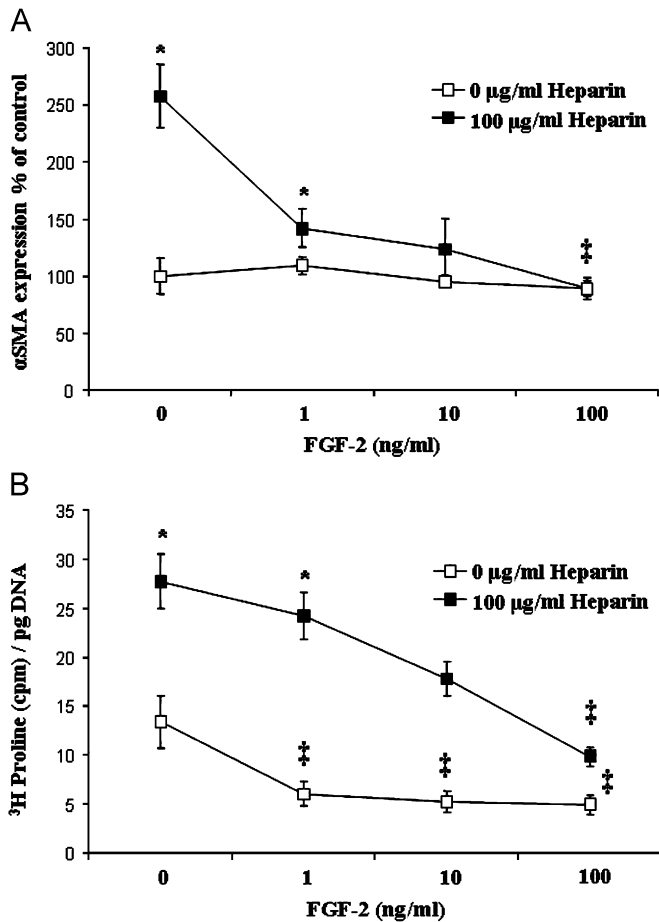 A
αSMA expression % of control
300
250
200
150
100
50
0
*
*
‡
0 µg/ml Heparin
100 µg/ml Heparin
0 1 10 100
FGF-2 (ng/ml)
B
³H Proline (cpm) / pg DNA
35
30
25
20
15
10
5
0
*
*
‡
‡
‡
‡
0 µg/ml Heparin
100 µg/ml Heparin
0 1 10 100
FGF-2 (ng/ml)